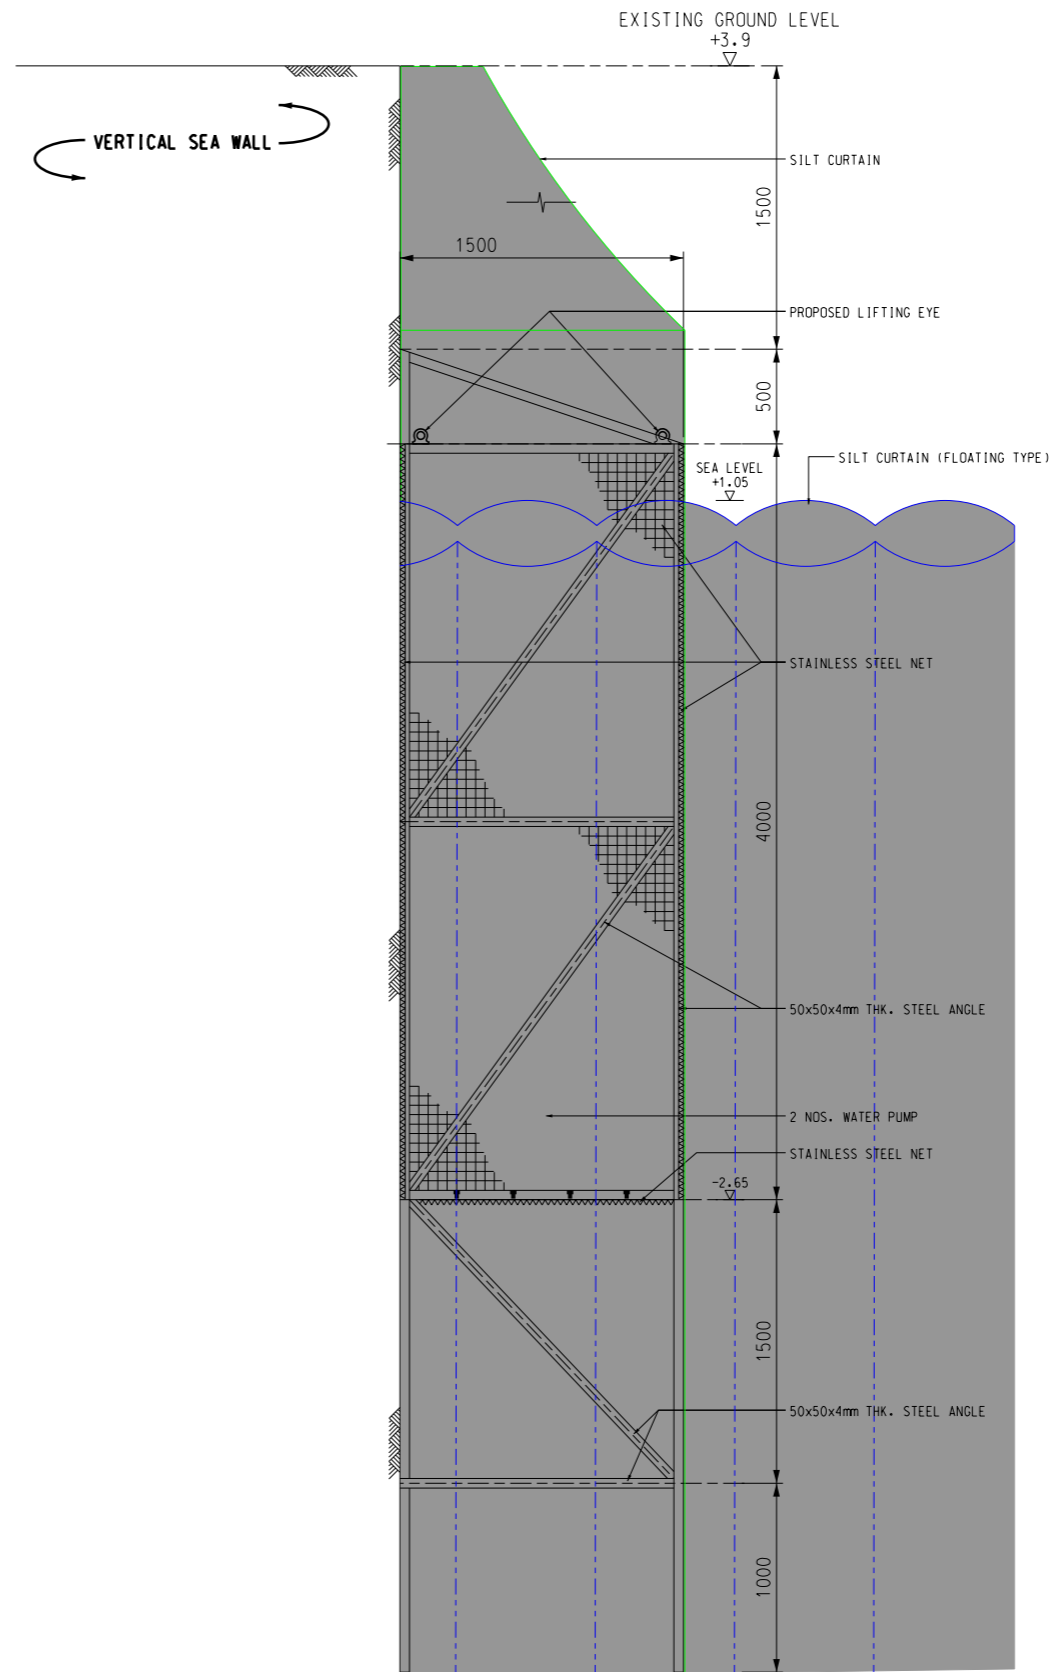 EXISTING GROUND LEVEL
+3.9
VERTICAL SEA WALL
SILT CURTAIN
1500
1500
PROPOSED LIFTING EYE
500
SILT CURTAIN (FLOATING TYPE)
SEA LEVEL
+1.05
STAINLESS STEEL NET
4000
50x50x4mm THK. STEEL ANGLE
2 NOS. WATER PUMP
STAINLESS STEEL NET
-2.65
1500
50x50x4mm THK. STEEL ANGLE
1000